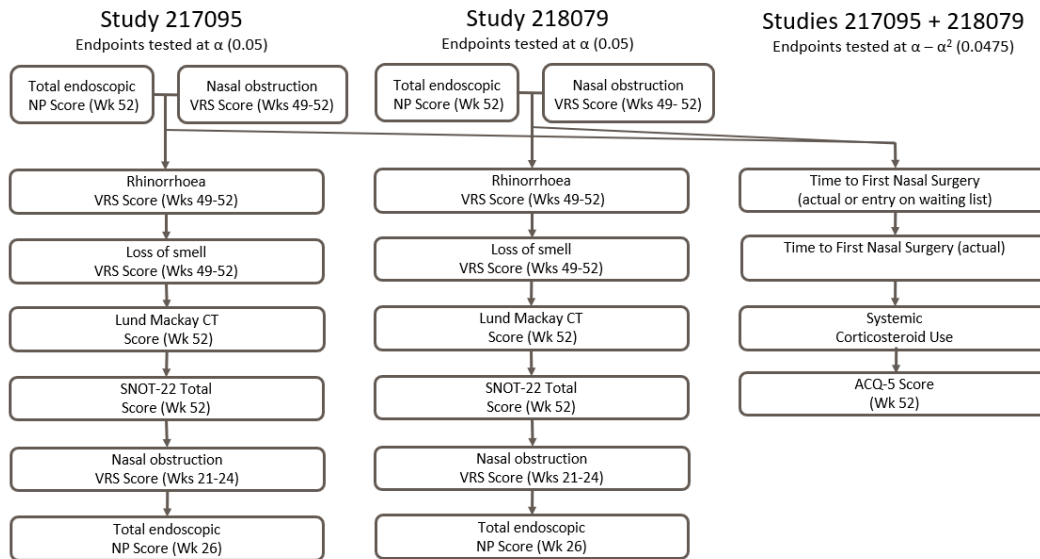 Study 217095
Endpoints tested at α (0.05)
Total endoscopic
NP Score (Wk 52)
Nasal obstruction
VRS Score (Wks 49-52)
Rhinorrhoea
VRS Score (Wks 49-52)
Loss of smell
VRS Score (Wks 49-52)
Lund Mackay CT
Score (Wk 52)
SNOT-22 Total
Score (Wk 52)
Nasal obstruction
VRS Score (Wks 21-24)
Total endoscopic
NP Score (Wk 26)
Study 218079
Endpoints tested at α (0.05)
Total endoscopic
NP Score (Wk 52)
Nasal obstruction
VRS Score (Wks 49- 52)
Rhinorrhoea
VRS Score (Wks 49-52)
Loss of smell
VRS Score (Wks 49-52)
Lund Mackay CT
Score (Wk 52)
SNOT-22 Total
Score (Wk 52)
Nasal obstruction
VRS Score (Wks 21-24)
Total endoscopic
NP Score (Wk 26)
Studies 217095 + 218079
Endpoints tested at α – α² (0.0475)
Time to First Nasal Surgery
(actual or entry on waiting list)
Time to First Nasal Surgery (actual)
Systemic
Corticosteroid Use
ACQ-5 Score
(Wk 52)